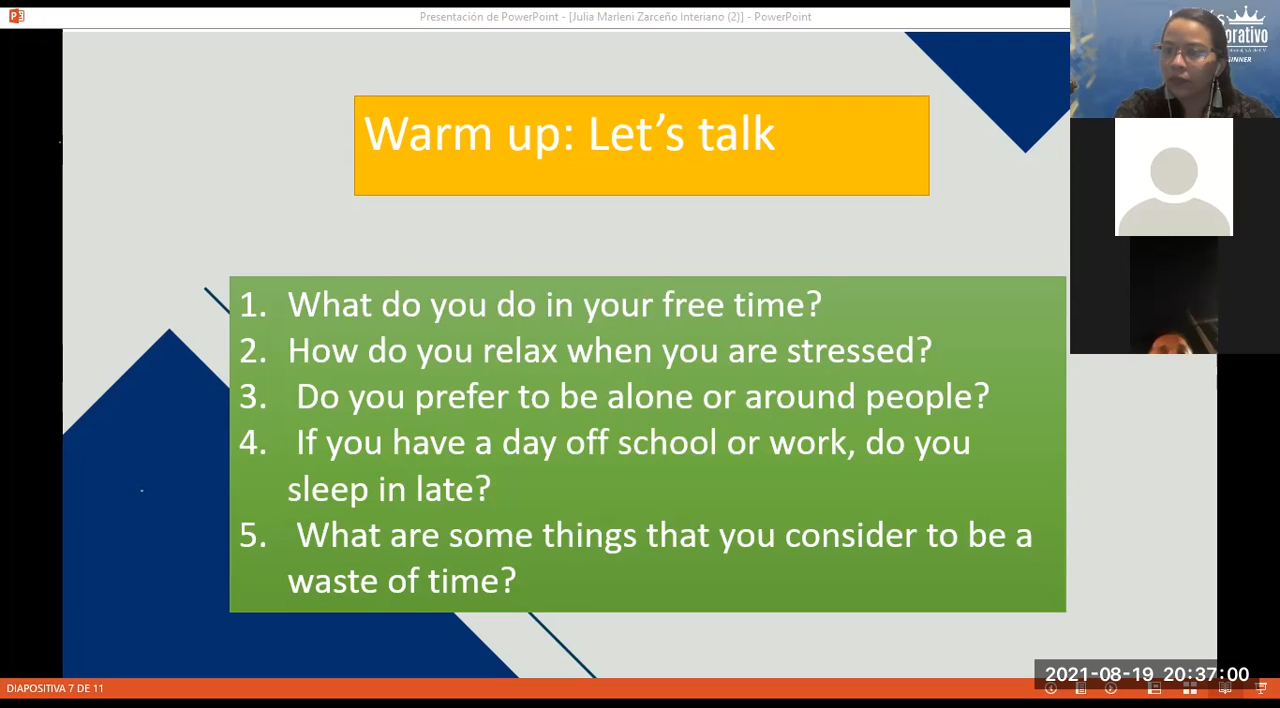 Presentación de PowerPoint - [Julia Marleni Zarceño Interiano (2)] - PowerPoint
Warm up: Let's talk
1. What do you do in your free time?
2. How do you relax when you are stressed?
3. Do you prefer to be alone or around people?
4. If you have a day off school or work, do you
sleep in late?
5. What are some things that you consider to be a
waste of time?
2021-08-19 20:37:00
DIAPOSITIVA 7 DE 11